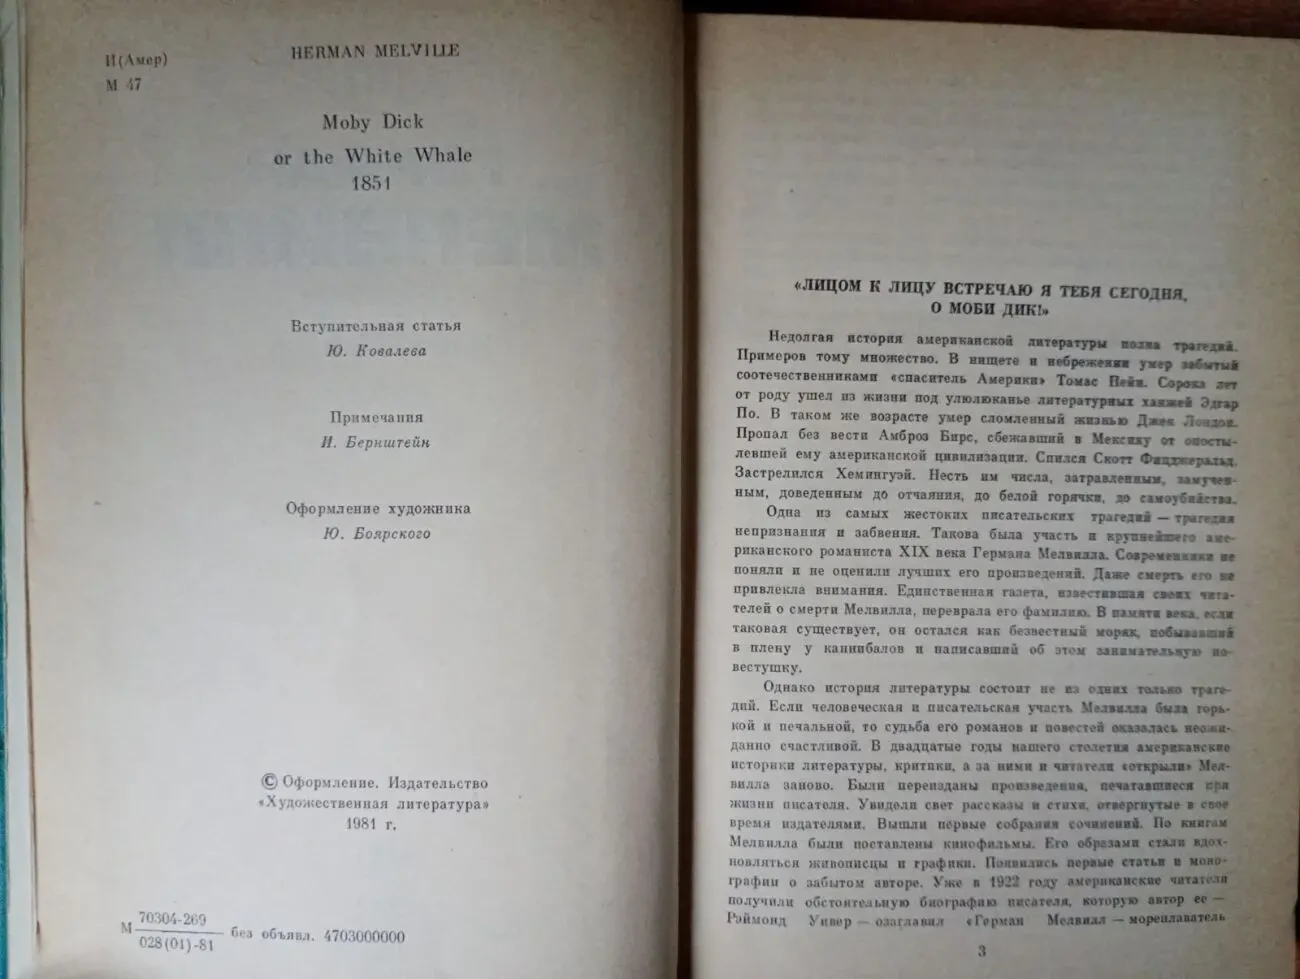 И(Амер)
М 47
HERMAN MELVILLE
Moby Dick
or the White Whale
1851
Вступительная статья
Ю. Ковалева
Примечания
И. Бернштейн
Оформление художника
Ю. Боярского
© Оформление. Издательство
«Художественная литература»
1981 г.
М 70304-269
028(01)-81
без объявл. 4703000000
«ЛИЦОМ К ЛИЦУ ВСТРЕЧАЮ Я ТЕБЯ СЕГОДНЯ,
О МОБИ ДИК!»
Недолгая история американской литературы полна трагедий.
Примеров тому множество. В нищете и небрежении умер забытый
соотечественниками «спаситель Америки» Томас Пейн. Сорока лет
от роду ушел из жизни под улюлюканье литературных ханжей Эдгар
По. В таком же возрасте умер сломленный жизнью Джек Лондон.
Пропал без вести Амброз Бирс, сбежавший в Мексику от опосты-
левшей ему американской цивилизации. Спился Скотт Фицджеральд.
Застрелился Хемингуэй. Несть им числа, затравленным, замучен-
ным, доведенным до отчаяния, до белой горячки, до самоубийства.
Одна из самых жестоких писательских трагедий — трагедия
непризнания и забвения. Такова была участь и крупнейшего аме-
риканского романиста XIX века Германа Мелвилла. Современники не
поняли и не оценили лучших его произведений. Даже смерть его не
привлекла внимания. Единственная газета, известившая своих чита-
телей о смерти Мелвилла, переврала его фамилию. В памяти века, если
таковая существует, он остался как безвестный моряк, побывавший
в плену у каннибалов и написавший об этом занимательную по-
вестушку.
Однако история литературы состоит не из одних только траге-
дий. Если человеческая и писательская участь Мелвилла была горь-
кой и печальной, то судьба его романов и повестей оказалась неожи-
данно счастливой. В двадцатые годы нашего столетия американские
историки литературы, критики, а за ними и читатели «открыли» Мел-
вилла заново. Были переизданы произведения, печатавшиеся при
жизни писателя. Увидели свет рассказы и стихи, отвергнутые в свое
время издателями. Вышли первые собрания сочинений. По книгам
Мелвилла были поставлены кинофильмы. Его образами стали вдох-
новляться живописцы и графики. Появились первые статьи и моно-
графии о забытом авторе. Уже в 1922 году американские читатели
получили обстоятельную биографию писателя, которую автор ее —
Рэймонд Уивер — озаглавил «Герман Мелвилл — мореплаватель
3